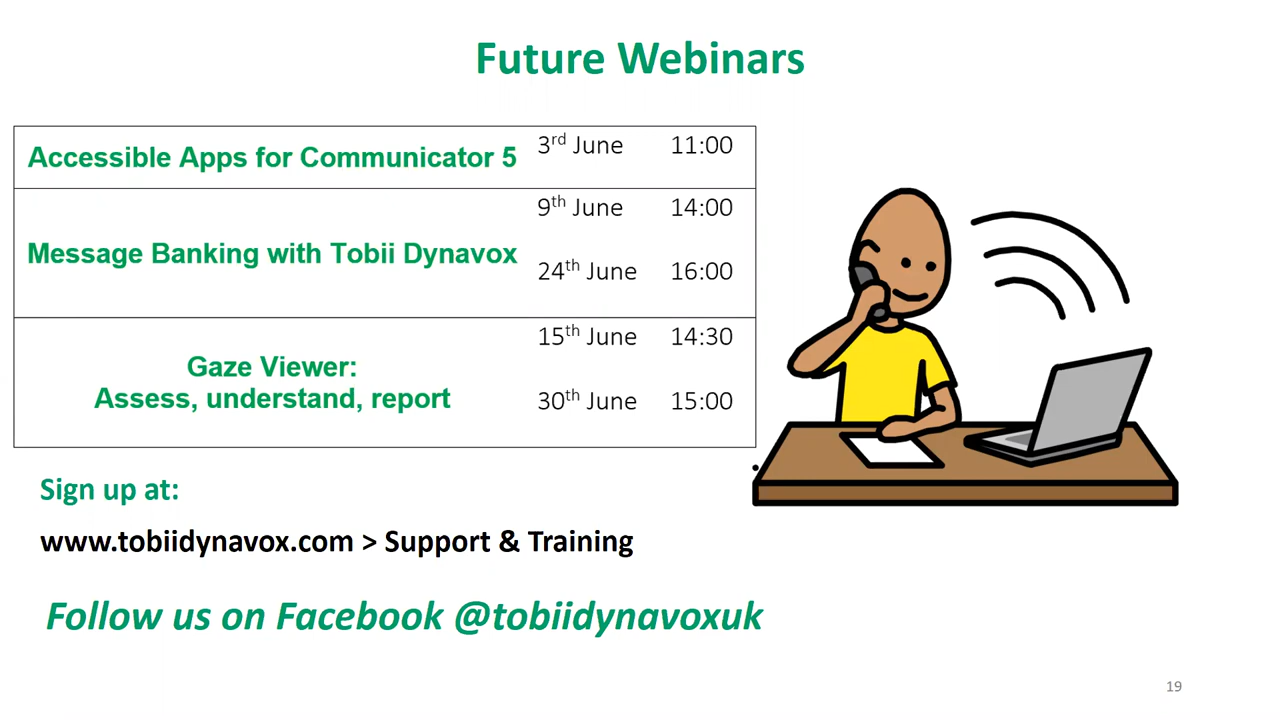 Future Webinars
Accessible Apps for Communicator 5
3rd June 11:00
Message Banking with Tobii Dynavox
9th June 14:00
24th June 16:00
Gaze Viewer:
Assess, understand, report
15th June 14:30
30th June 15:00
Sign up at:
www.tobiidynavox.com > Support & Training
Follow us on Facebook @tobiidynavoxuk
19